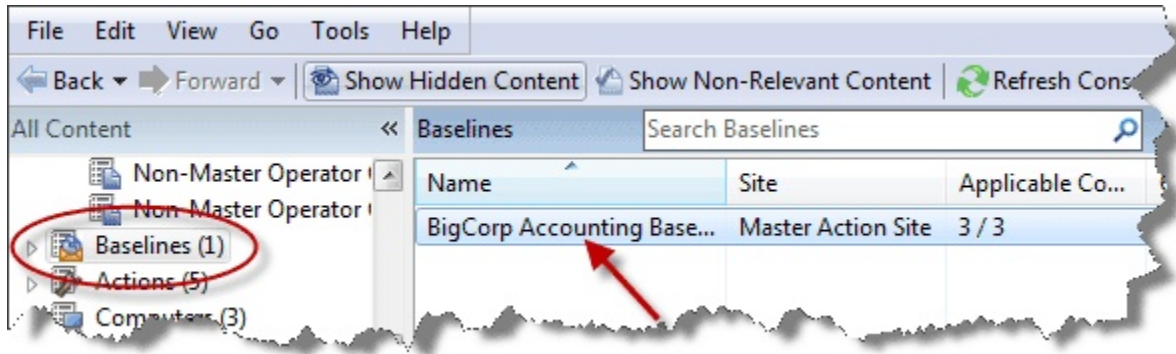 File Edit View Go Tools Help
Back Forward Show Hidden Content Show Non-Relevant Content Refresh Cons
All Content « Baselines Search Baselines
Non-Master Operator
Non-Master Operator
Name Site Applicable Co...
BigCorp Accounting Base... Master Action Site 3 / 3
Baselines (1)
Actions (5)
Computers (3)